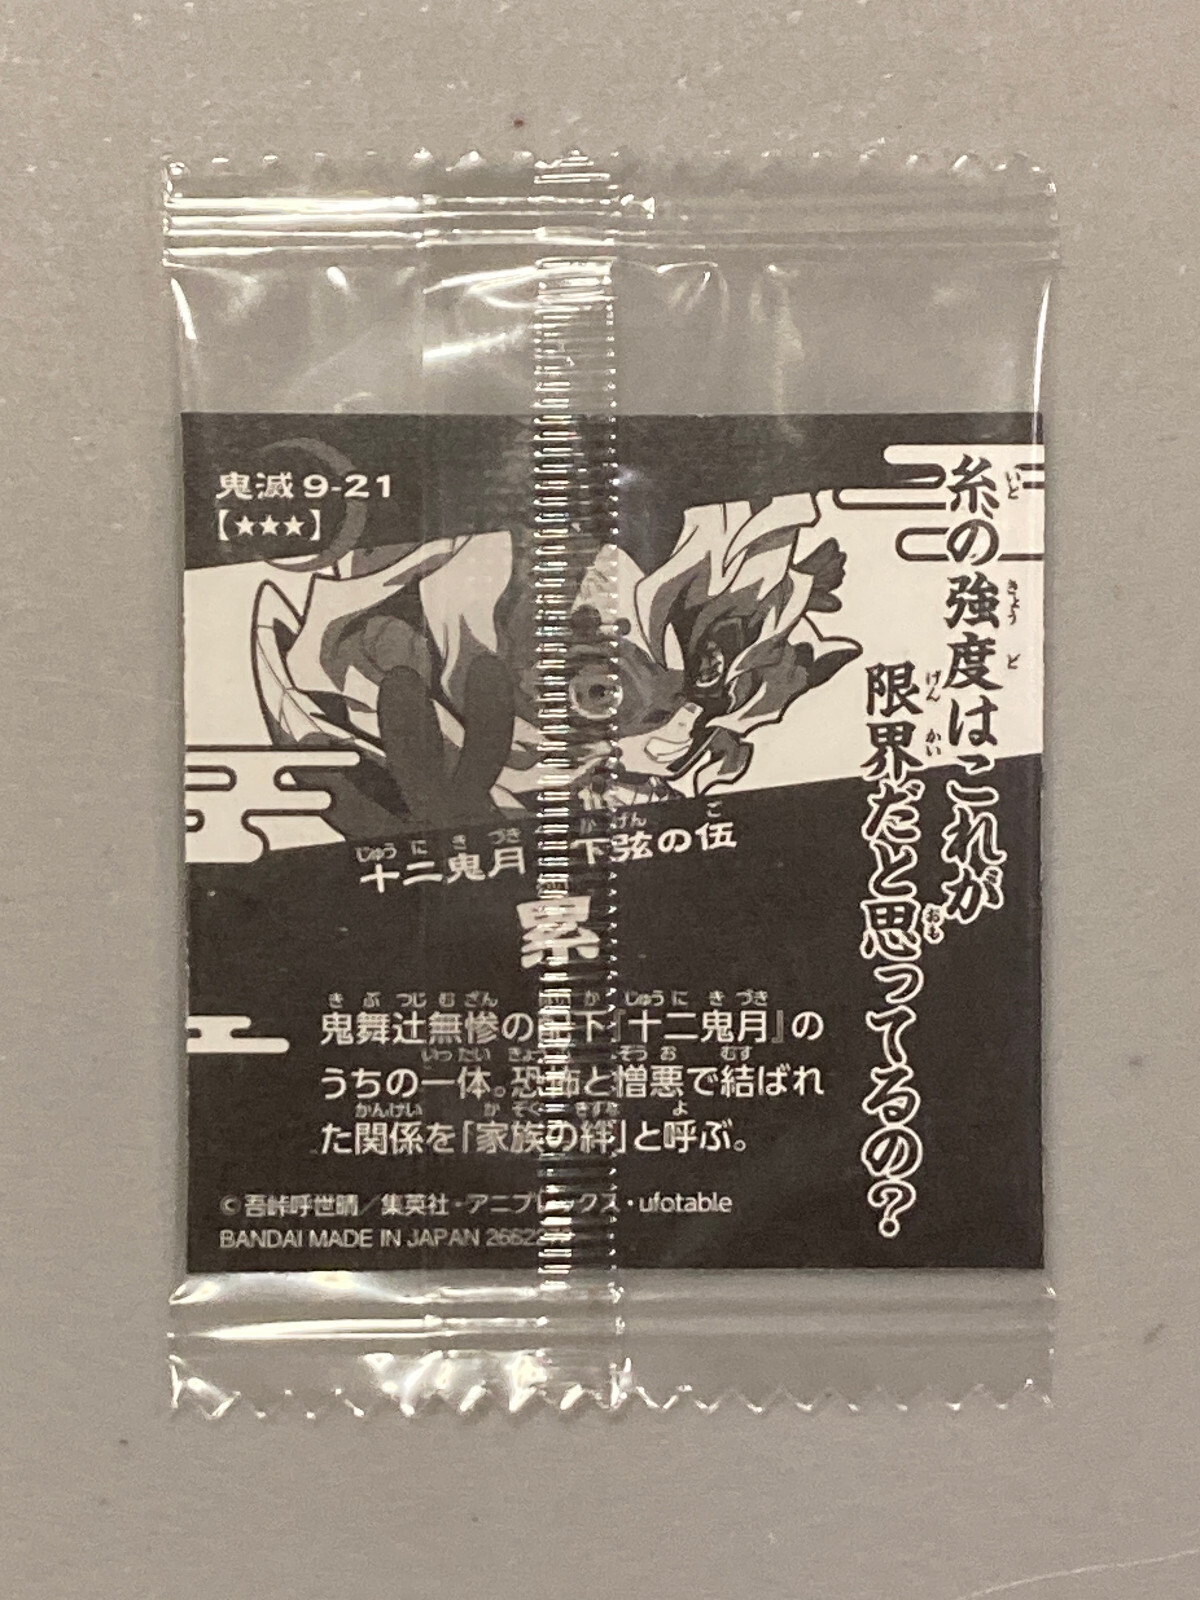 鬼滅 9-21
【★★★】
糸の強度はこれが
限界だと思ってるの?
十二鬼月 下弦の伍
累
鬼舞辻無惨の配下『十二鬼月』の
うちの一体。恐怖と憎悪で結ばれ
た関係を「家族の絆」と呼ぶ。
©吾峠呼世晴/集英社・アニプレックス・ufotable
BANDAI MADE IN JAPAN